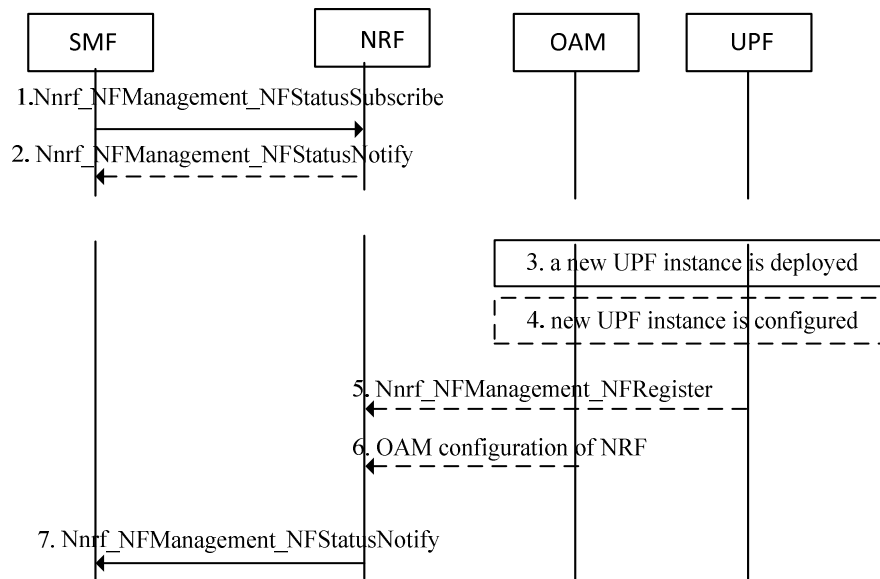 SMF NRF OAM UPF
1.Nnrf_NFManagement_NFStatusSubscribe
2. Nnrf_NFManagement_NFStatusNotify
3. a new UPF instance is deployed
4. new UPF instance is configured
5. Nnrf_NFManagement_NFRegister
6. OAM configuration of NRF
7. Nnrf_NFManagement_NFStatusNotify